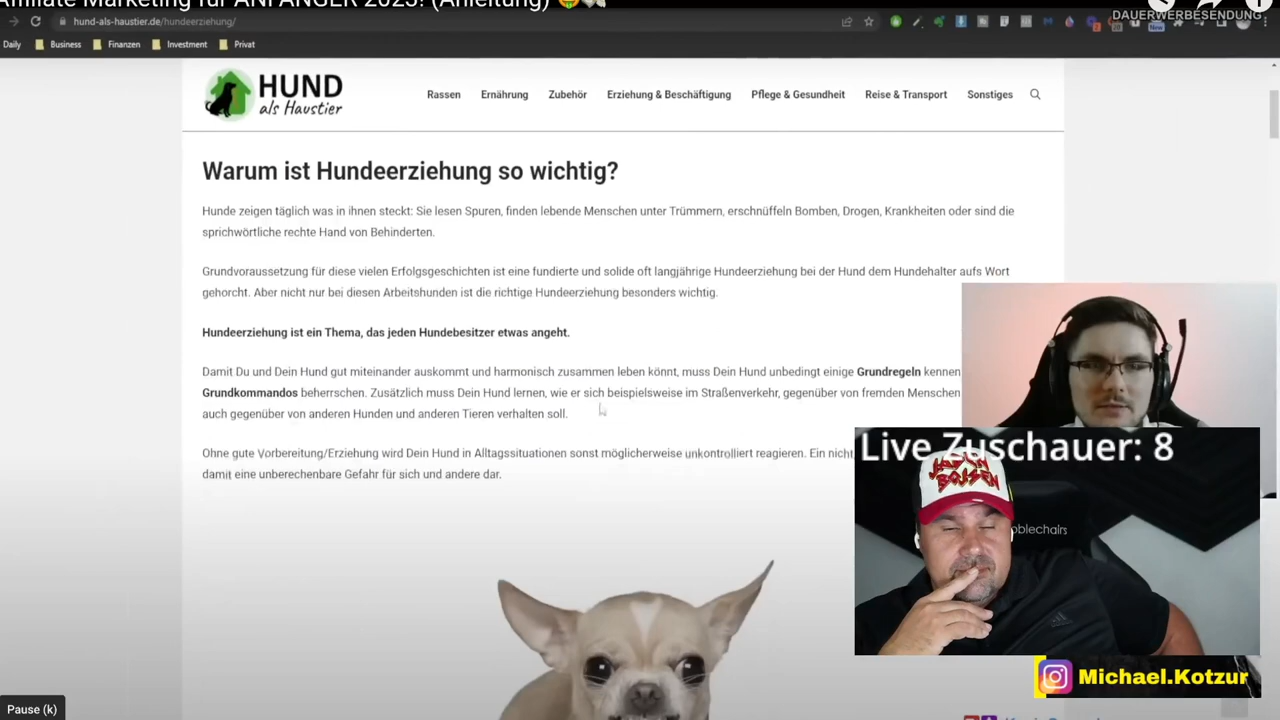 Affiliate Marketing für ANFÄNGER 2023! (Anleitung)
DAUERWERBESENDUNG
hund-als-haustier.de/hundeerziehung/
Daily Business Finanzen Investment Privat
HUND
als Haustier
Rassen Ernährung Zubehör Erziehung & Beschäftigung Pflege & Gesundheit Reise & Transport Sonstiges
Warum ist Hundeerziehung so wichtig?
Hunde zeigen täglich was in ihnen steckt: Sie lesen Spuren, finden lebende Menschen unter Trümmern, erschnüffeln Bomben, Drogen, Krankheiten oder sind die
sprichwörtliche rechte Hand von Behinderten.
Grundvoraussetzung für diese vielen Erfolgsgeschichten ist eine fundierte und solide oft langjährige Hundeerziehung bei der Hund dem Hundehalter aufs Wort
gehorcht. Aber nicht nur bei diesen Arbeitshunden ist die richtige Hundeerziehung besonders wichtig.
Hundeerziehung ist ein Thema, das jeden Hundebesitzer etwas angeht.
Damit Du und Dein Hund gut miteinander auskommt und harmonisch zusammen leben könnt, muss Dein Hund unbedingt einige Grundregeln kennen
Grundkommandos beherrschen. Zusätzlich muss Dein Hund lernen, wie er sich beispielsweise im Straßenverkehr, gegenüber von fremden Menschen
auch gegenüber von anderen Hunden und anderen Tieren verhalten soll.
Ohne gute Vorbereitung/Erziehung wird Dein Hund in Alltagssituationen sonst möglicherweise unkontrolliert reagieren. Ein nicht
damit eine unberechenbare Gefahr für sich und andere dar.
Live Zuschauer: 8
noblechairs
Michael.Kotzur
Pause (k)